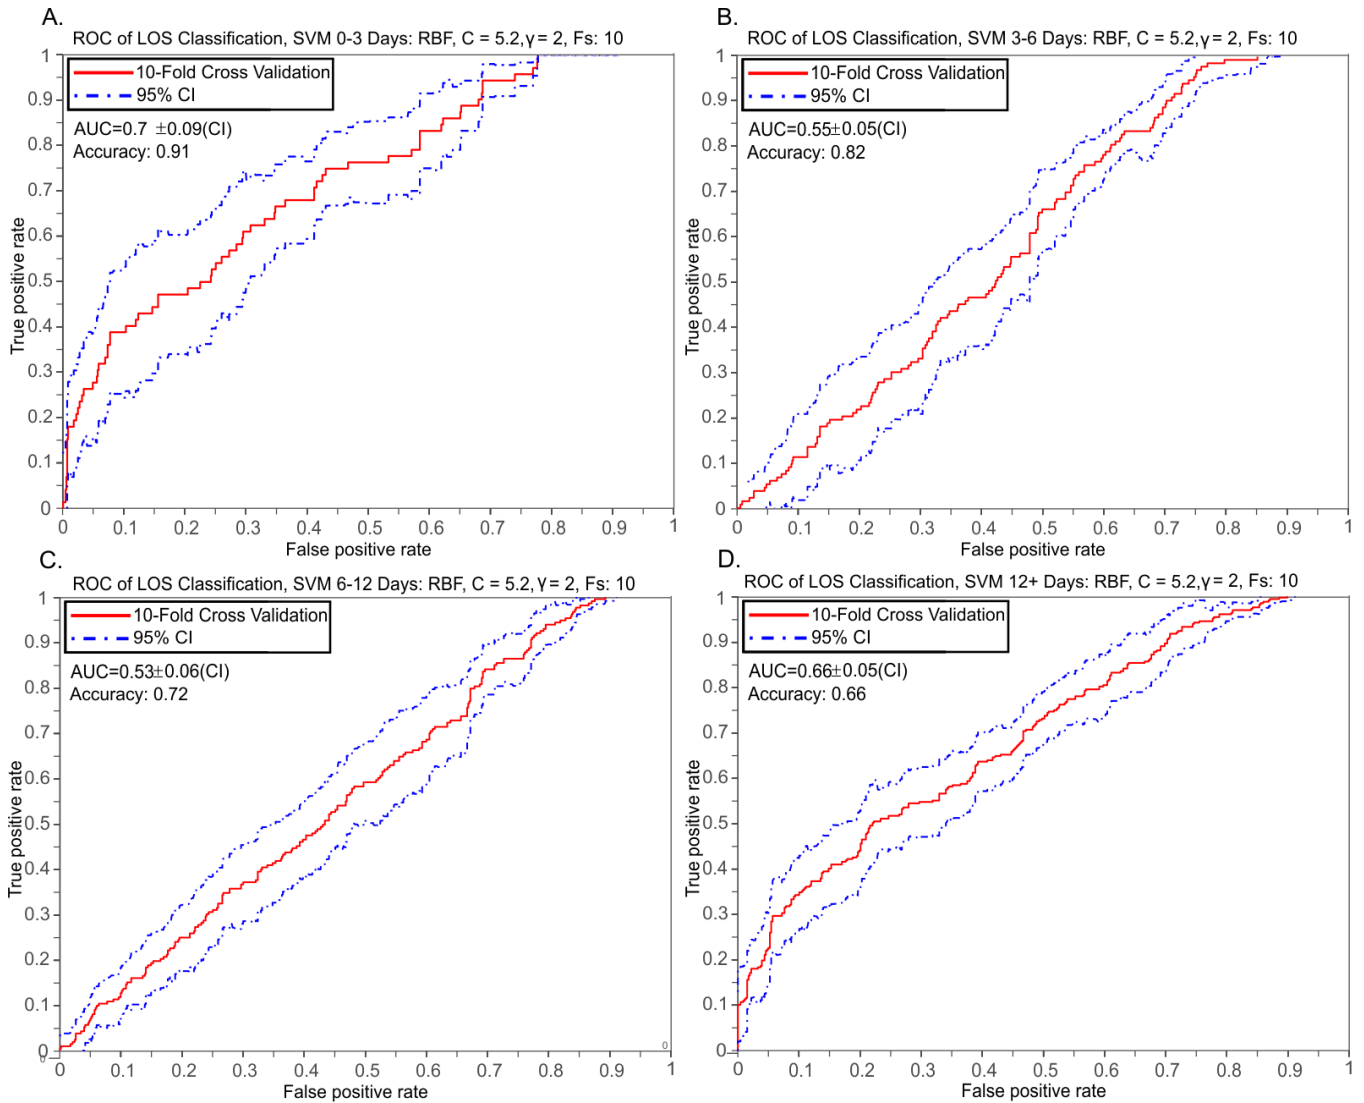 A.
ROC of LOS Classification, SVM 0-3 Days: RBF, C = 5.2,γ = 2, Fs: 10
10-Fold Cross Validation
95% CI
AUC=0.7 ±0.09(CI)
Accuracy: 0.91
True positive rate
1
0.9
0.8
0.7
0.6
0.5
0.4
0.3
0.2
0.1
0
0 0.1 0.2 0.3 0.4 0.5 0.6 0.7 0.8 0.9 1
False positive rate
B.
ROC of LOS Classification, SVM 3-6 Days: RBF, C = 5.2,γ = 2, Fs: 10
10-Fold Cross Validation
95% CI
AUC=0.55±0.05(CI)
Accuracy: 0.82
True positive rate
1
0.9
0.8
0.7
0.6
0.5
0.4
0.3
0.2
0.1
0
0 0.1 0.2 0.3 0.4 0.5 0.6 0.7 0.8 0.9 1
False positive rate
C.
ROC of LOS Classification, SVM 6-12 Days: RBF, C = 5.2,γ = 2, Fs: 10
10-Fold Cross Validation
95% CI
AUC=0.53±0.06(CI)
Accuracy: 0.72
True positive rate
1
0.9
0.8
0.7
0.6
0.5
0.4
0.3
0.2
0.1
0
0
0 0.1 0.2 0.3 0.4 0.5 0.6 0.7 0.8 0.9 1
False positive rate
D.
ROC of LOS Classification, SVM 12+ Days: RBF, C = 5.2,γ = 2, Fs: 10
10-Fold Cross Validation
95% CI
AUC=0.66±0.05(CI)
Accuracy: 0.66
True positive rate
1
0.9
0.8
0.7
0.6
0.5
0.4
0.3
0.2
0.1
0
0 0.1 0.2 0.3 0.4 0.5 0.6 0.7 0.8 0.9 1
False positive rate